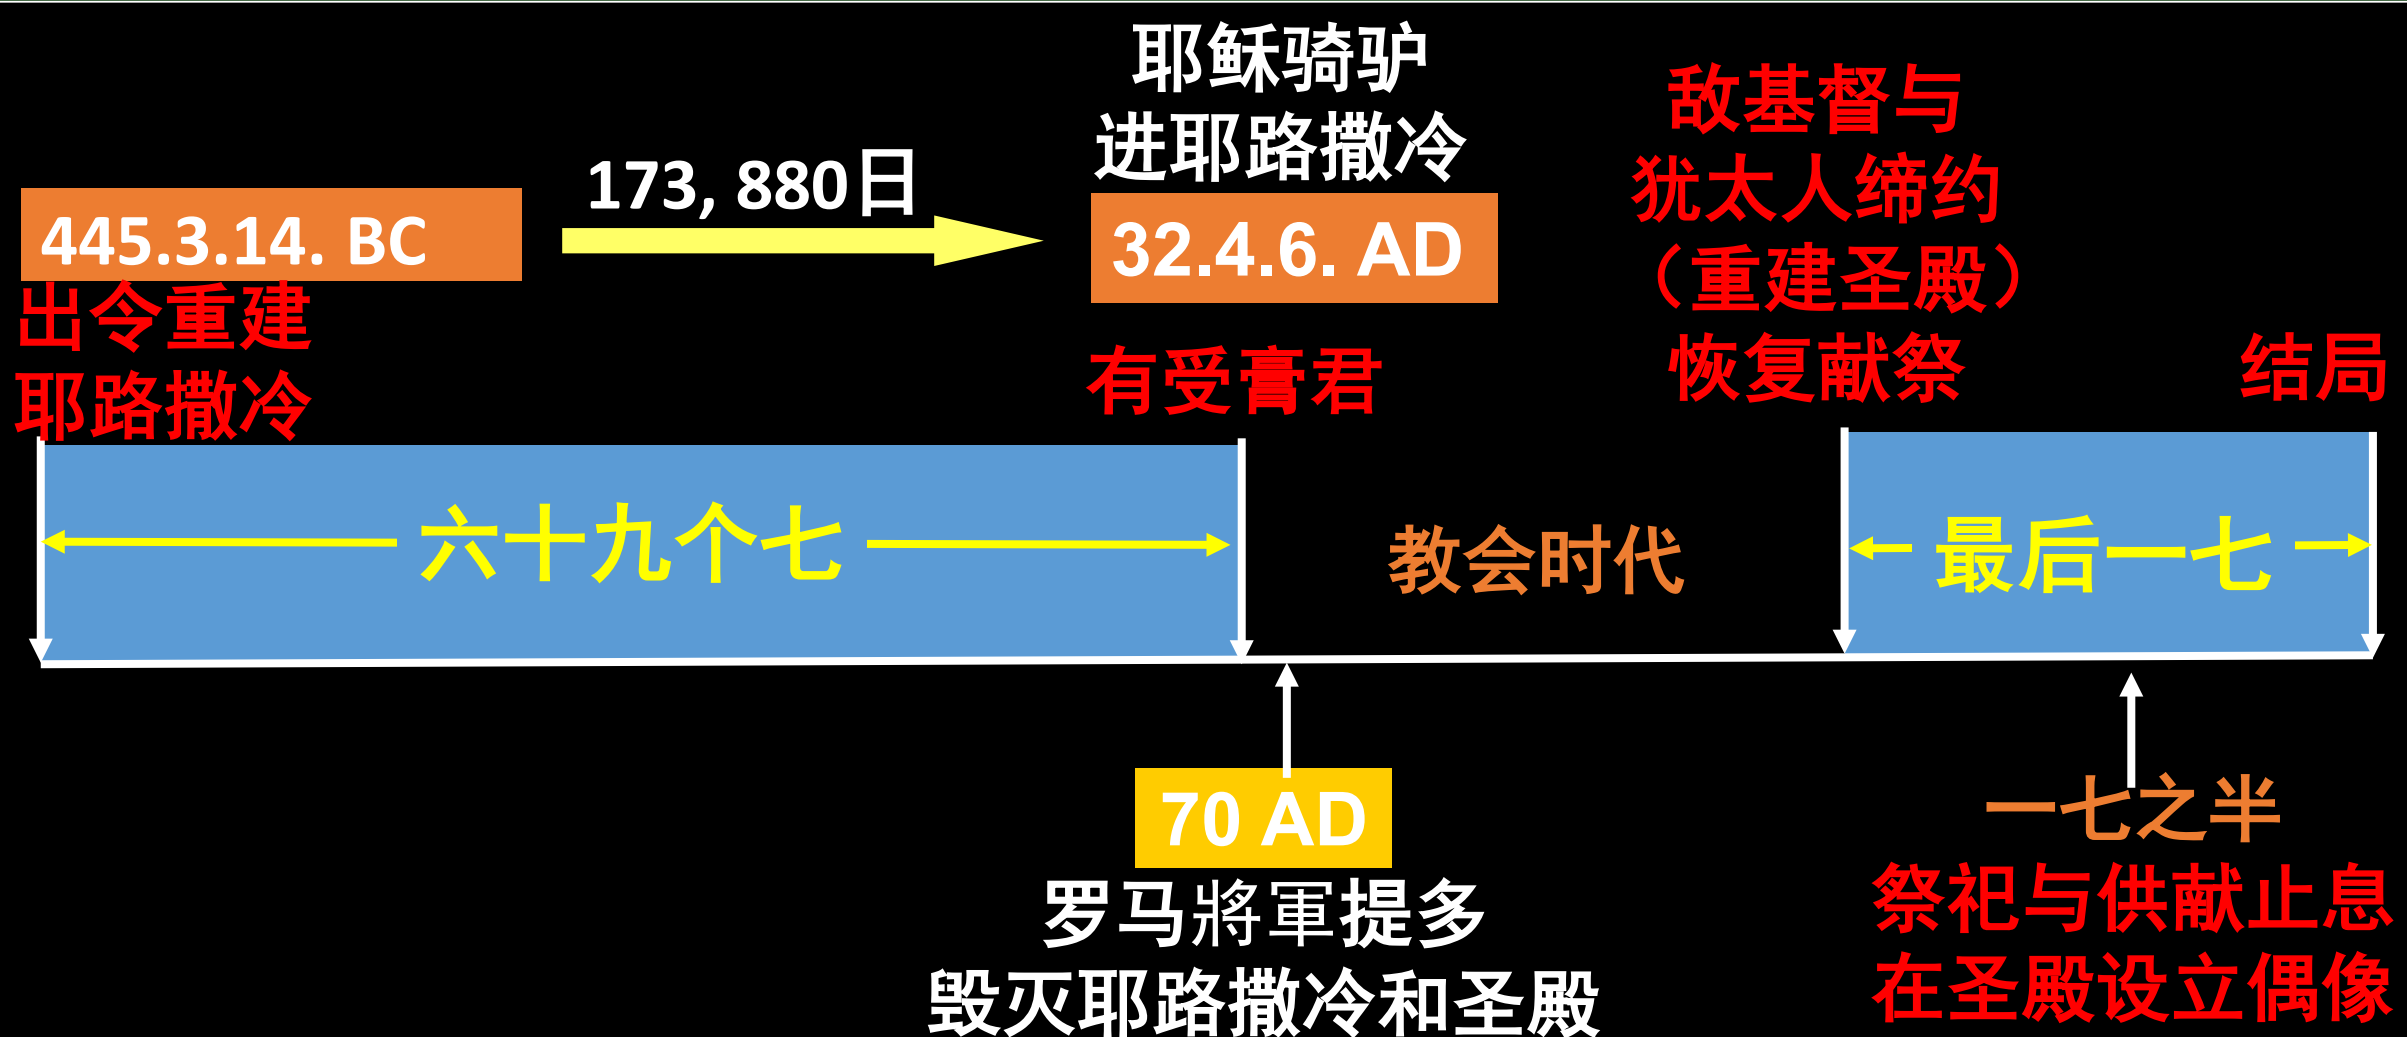 445.3.14. BC
出令重建
耶路撒冷
173, 880日
耶稣骑驴
进耶路撒冷
32.4.6. AD
有受膏君
敌基督与
犹太人缔约
（重建圣殿）
恢复献祭
结局
六十九个七
教会时代
最后一七
70 AD
罗马將軍提多
毁灭耶路撒冷和圣殿
一七之半
祭祀与供献止息
在圣殿设立偶像